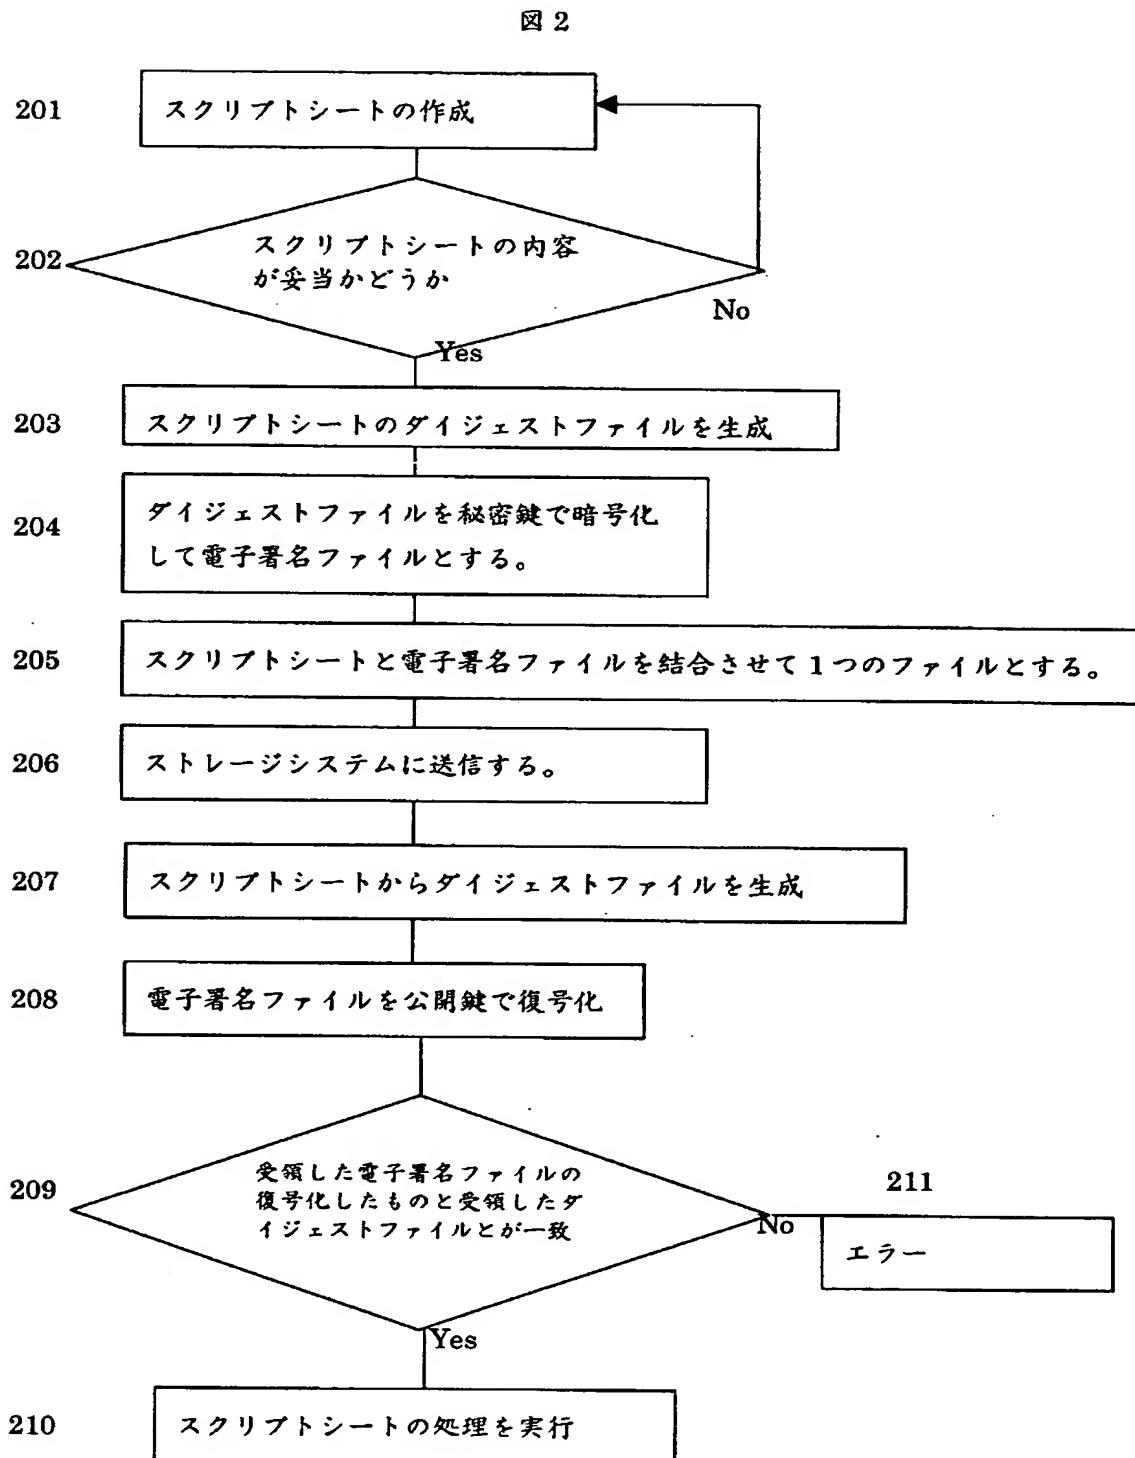 図 2
201
スクリプトシートの作成
202
スクリプトシートの内容
が妥当かどうか
No
Yes
203
スクリプトシートのダイジェストファイルを生成
204
ダイジェストファイルを秘密鍵で暗号化
して電子署名ファイルとする。
205
スクリプトシートと電子署名ファイルを結合させて1つのファイルとする。
206
ストレージシステムに送信する。
207
スクリプトシートからダイジェストファイルを生成
208
電子署名ファイルを公開鍵で復号化
209
受領した電子署名ファイルの
復号化したものと受領したダ
イジェストファイルとが一致
211
No
エラー
Yes
210
スクリプトシートの処理を実行